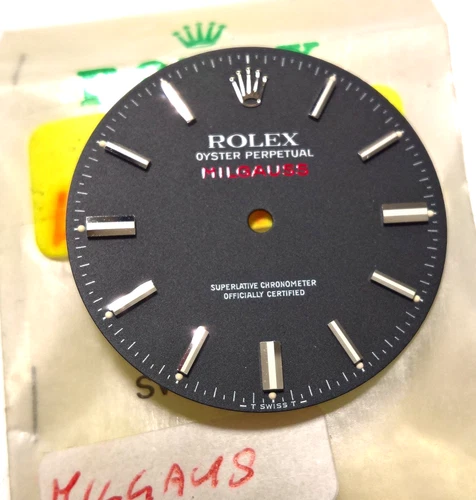 ROLEX
OYSTER PERPETUAL
MILGAUSS
SUPERLATIVE CHRONOMETER
OFFICIALLY CERTIFIED
– T SWISS T –
MILGAUS